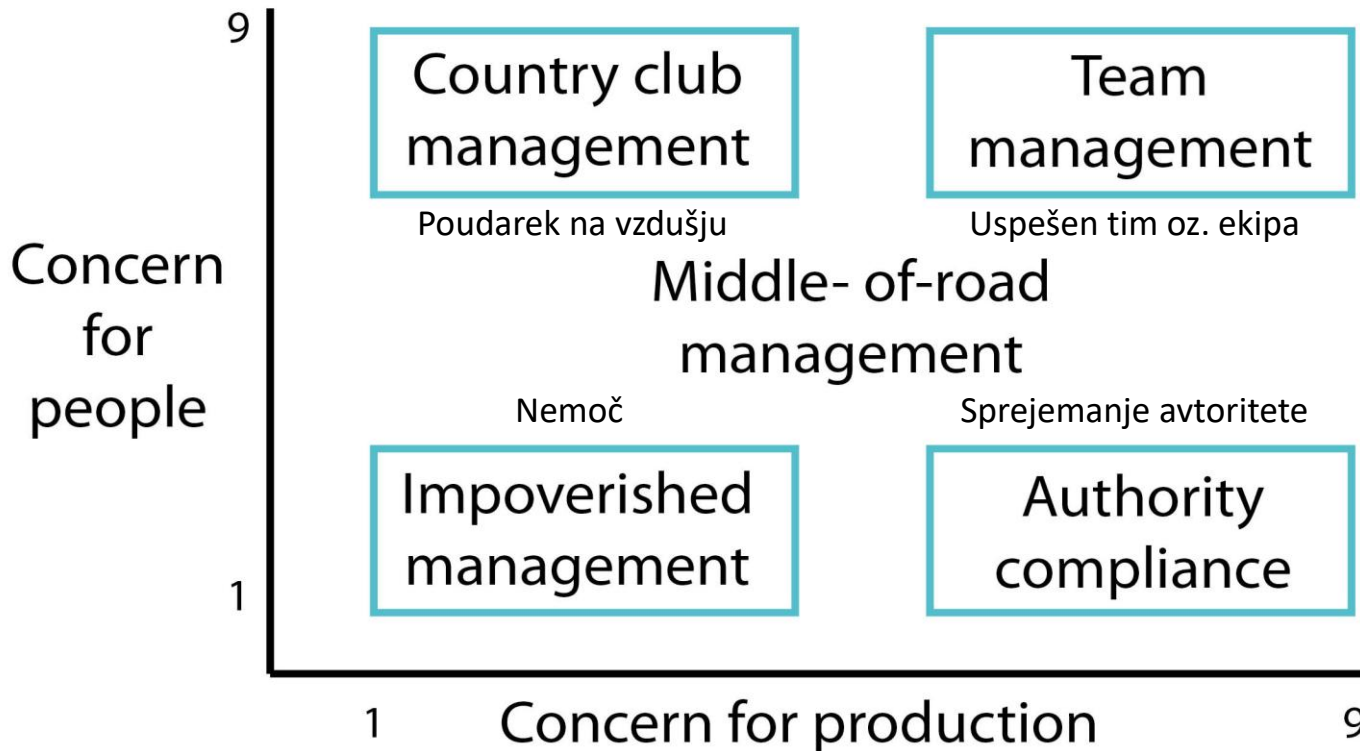 9
Country club
management
Team
management
Poudarek na vzdušju
Uspešen tim oz. ekipa
Concern
for
people
Middle- of-road
management
Nemoč
Sprejemanje avtoritete
Impoverished
management
Authority
compliance
1
1
Concern for production
9